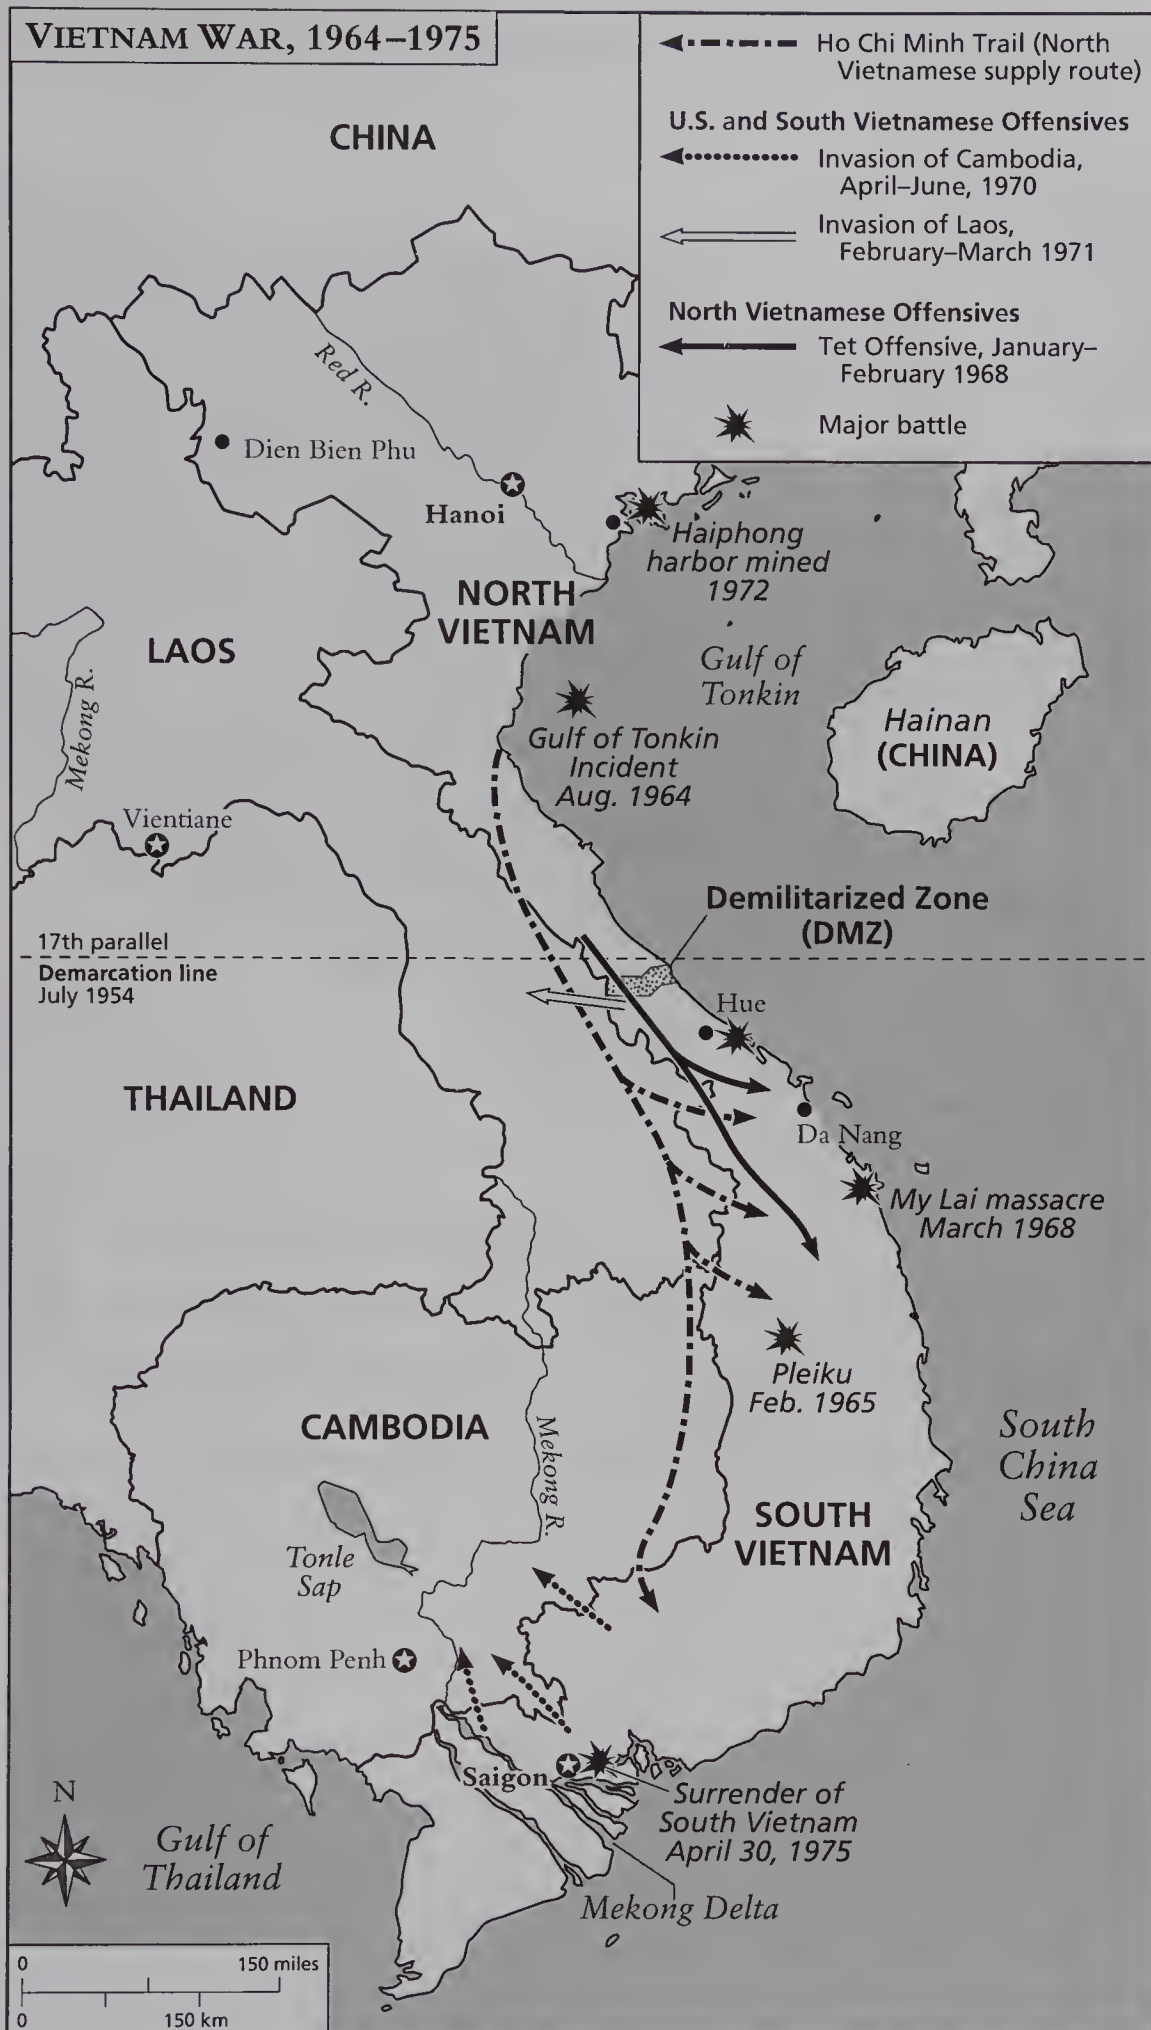 VIETNAM WAR, 1964–1975
Ho Chi Minh Trail (North
Vietnamese supply route)
U.S. and South Vietnamese Offensives
Invasion of Cambodia,
April–June, 1970
Invasion of Laos,
February–March 1971
North Vietnamese Offensives
Tet Offensive, January–
February 1968
Major battle
CHINA
Red R.
Dien Bien Phu
Hanoi
Haiphong
harbor mined
1972
NORTH
VIETNAM
LAOS
Mekong R.
Gulf of
Tonkin
Hainan
(CHINA)
Gulf of Tonkin
Incident
Aug. 1964
Vientiane
Demilitarized Zone
(DMZ)
17th parallel
Demarcation line
July 1954
Hue
THAILAND
Da Nang
My Lai massacre
March 1968
Pleiku
Feb. 1965
CAMBODIA
Mekong R.
South
China
Sea
SOUTH
VIETNAM
Tonle
Sap
Phnom Penh
Saigon
Surrender of
South Vietnam
April 30, 1975
N
Gulf of
Thailand
Mekong Delta
0 150 miles
0 150 km